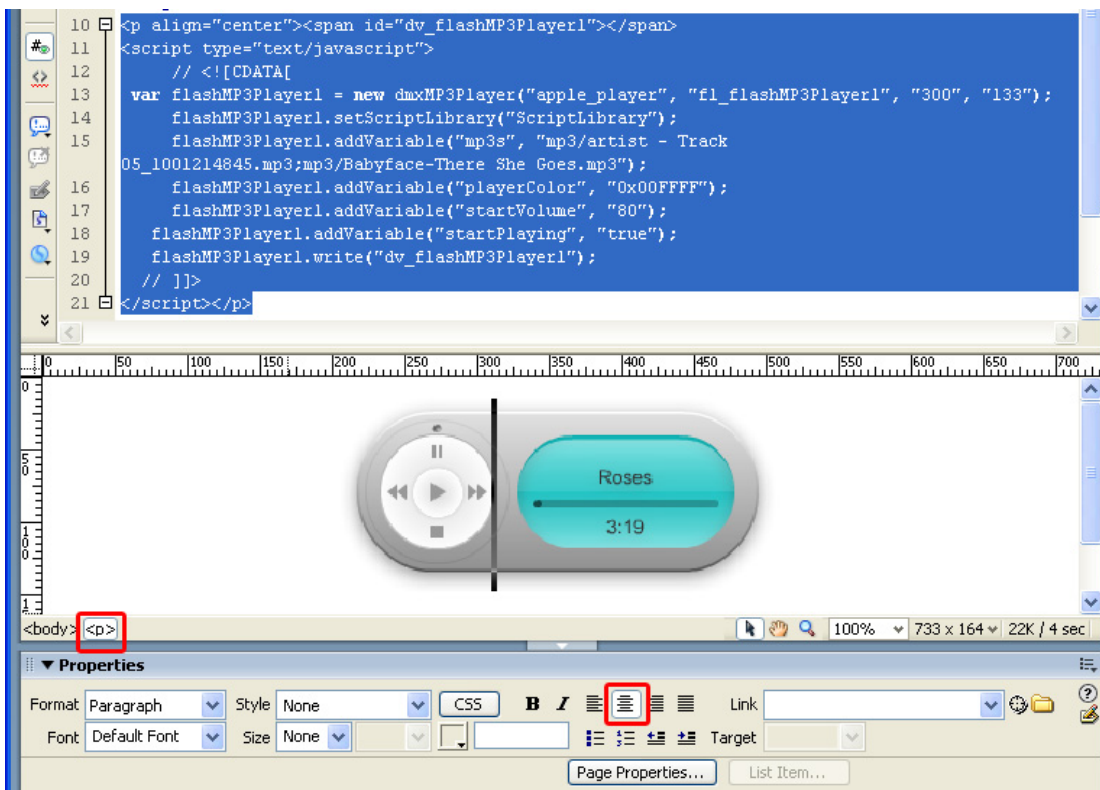 10 <p align="center"><span id="dv_flashMP3Player1"></span>
11 <script type="text/javascript">
12 // <![CDATA[
13 var flashMP3Player1 = new dmxMP3Player("apple_player", "fl_flashMP3Player1", "300", "133");
14 flashMP3Player1.setScriptLibrary("ScriptLibrary");
15 flashMP3Player1.addVariable("mp3s", "mp3/artist - Track
05_1001214845.mp3;mp3/Babyface-There She Goes.mp3");
16 flashMP3Player1.addVariable("playerColor", "0x00FFFF");
17 flashMP3Player1.addVariable("startVolume", "80");
18 flashMP3Player1.addVariable("startPlaying", "true");
19 flashMP3Player1.write("dv_flashMP3Player1");
20 // ]]>
21 </script></p>
0 50 100 150 200 250 300 350 400 450 500 550 600 650 700
0
50
100
1
Roses
3:19
<body> <p> 100% 733 x 164 22K / 4 sec
Properties
Format Paragraph Style None CSS B I Link
Font Default Font Size None Target
Page Properties... List Item...